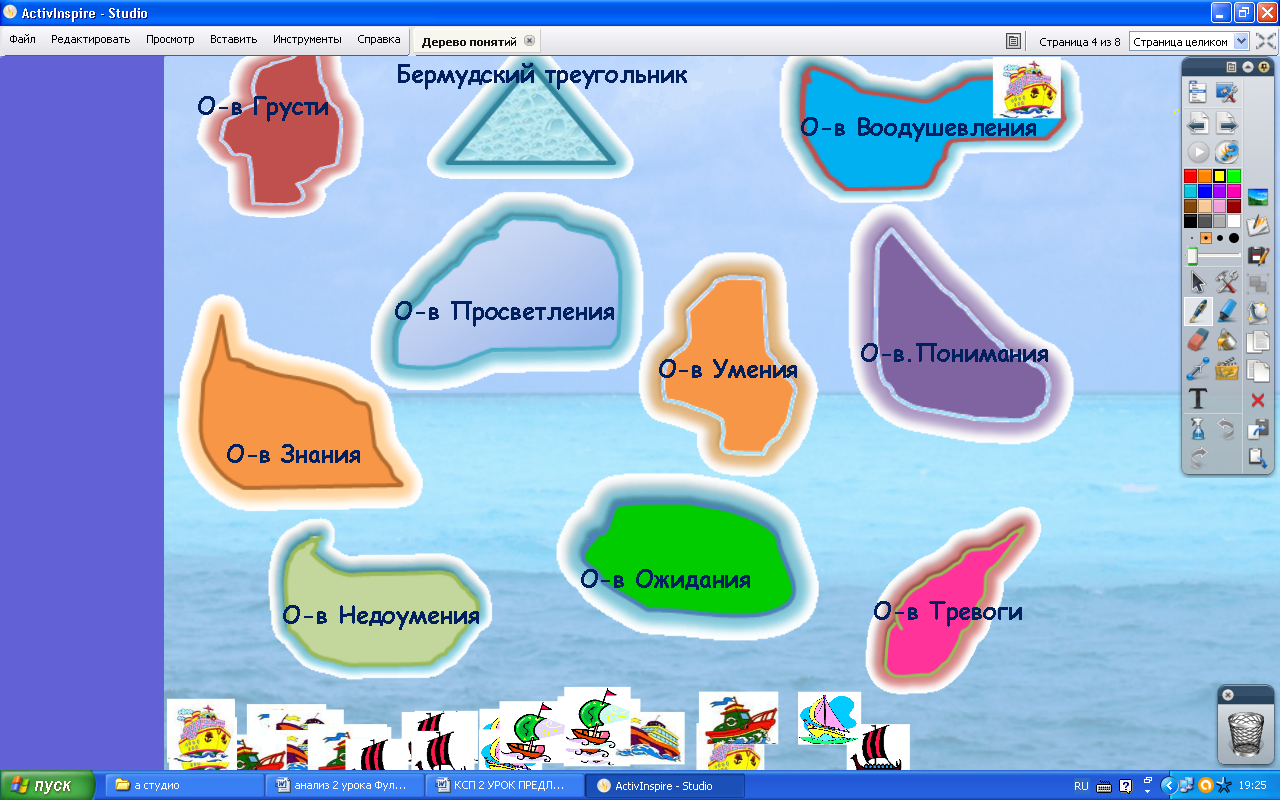 ActivInspire - Studio
Файл Редактировать Просмотр Вставить Инструменты Справка
Дерево понятий
Страница 4 из 8
Страница целиком
Бермудский треугольник
О-в Грусти
О-в Воодушевления
О-в Просветления
О-в.Понимания
О-в Умения
О-в Знания
О-в Ожидания
О-в Недоумения
О-в Тревоги
T
пуск
а студио
анализ 2 урока Фул...
КСП 2 УРОК ПРЕДЛ...
ActivInspire - Studio
RU
19:25